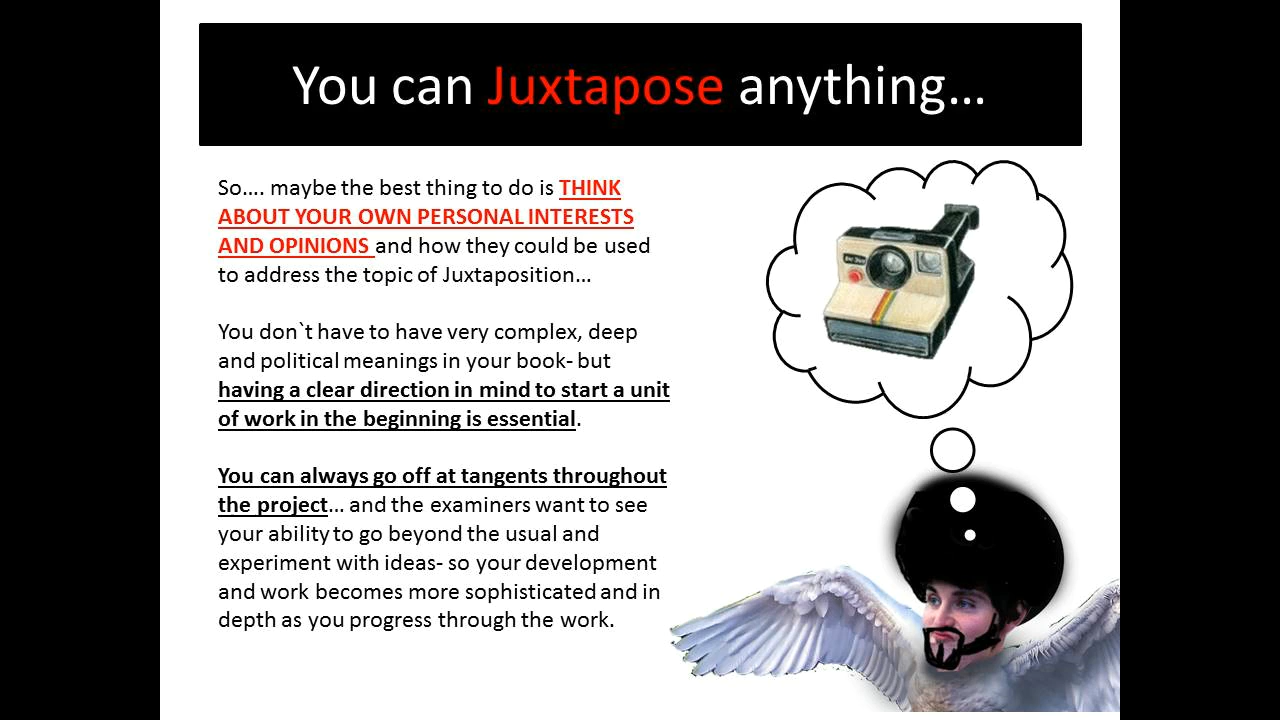 You can Juxtapose anything…
So…. maybe the best thing to do is THINK
ABOUT YOUR OWN PERSONAL INTERESTS
AND OPINIONS and how they could be used
to address the topic of Juxtaposition…
You don`t have to have very complex, deep
and political meanings in your book- but
having a clear direction in mind to start a unit
of work in the beginning is essential.
You can always go off at tangents throughout
the project… and the examiners want to see
your ability to go beyond the usual and
experiment with ideas- so your development
and work becomes more sophisticated and in
depth as you progress through the work.